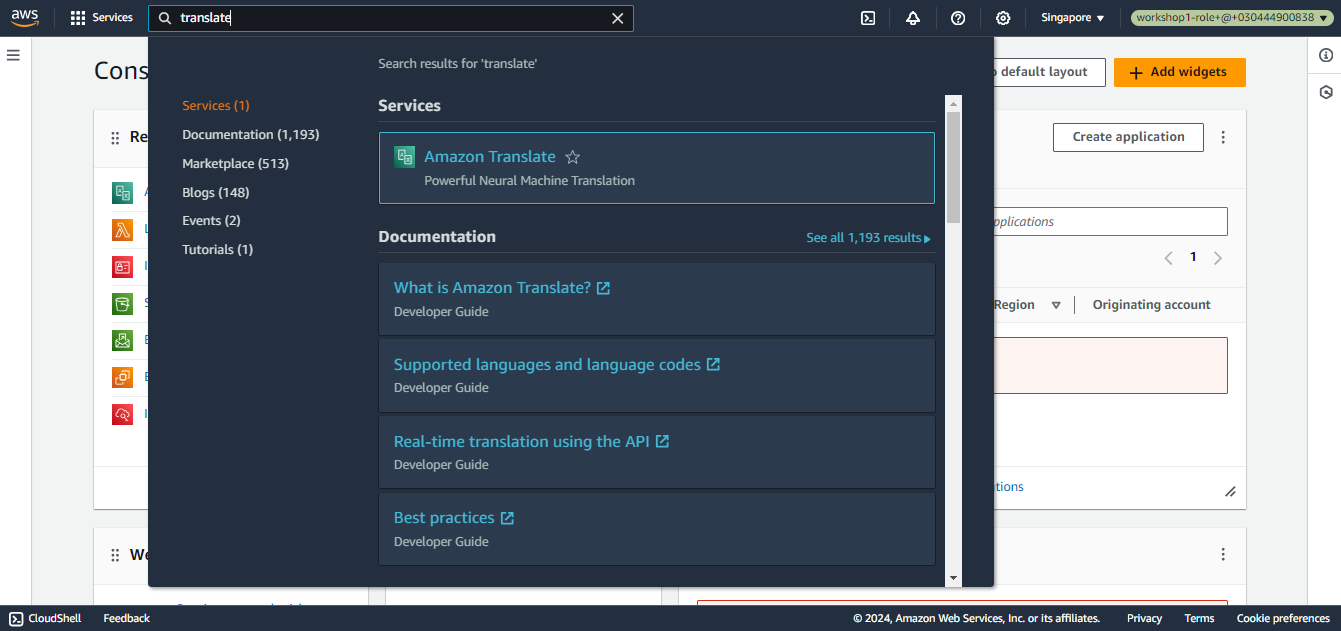 aws
Services
translate
Singapore
workshop1-role+@+030444900838
Search results for 'translate'
Services (1)
Documentation (1,193)
Marketplace (513)
Blogs (148)
Events (2)
Tutorials (1)
Services
Amazon Translate
Powerful Neural Machine Translation
Documentation
See all 1,193 results
What is Amazon Translate?
Developer Guide
Supported languages and language codes
Developer Guide
Real-time translation using the API
Developer Guide
Best practices
Developer Guide
Cons
default layout
Add widgets
Re
Create application
1
Region
Originating account
We
CloudShell
Feedback
© 2024, Amazon Web Services, Inc. or its affiliates.
Privacy
Terms
Cookie preferences